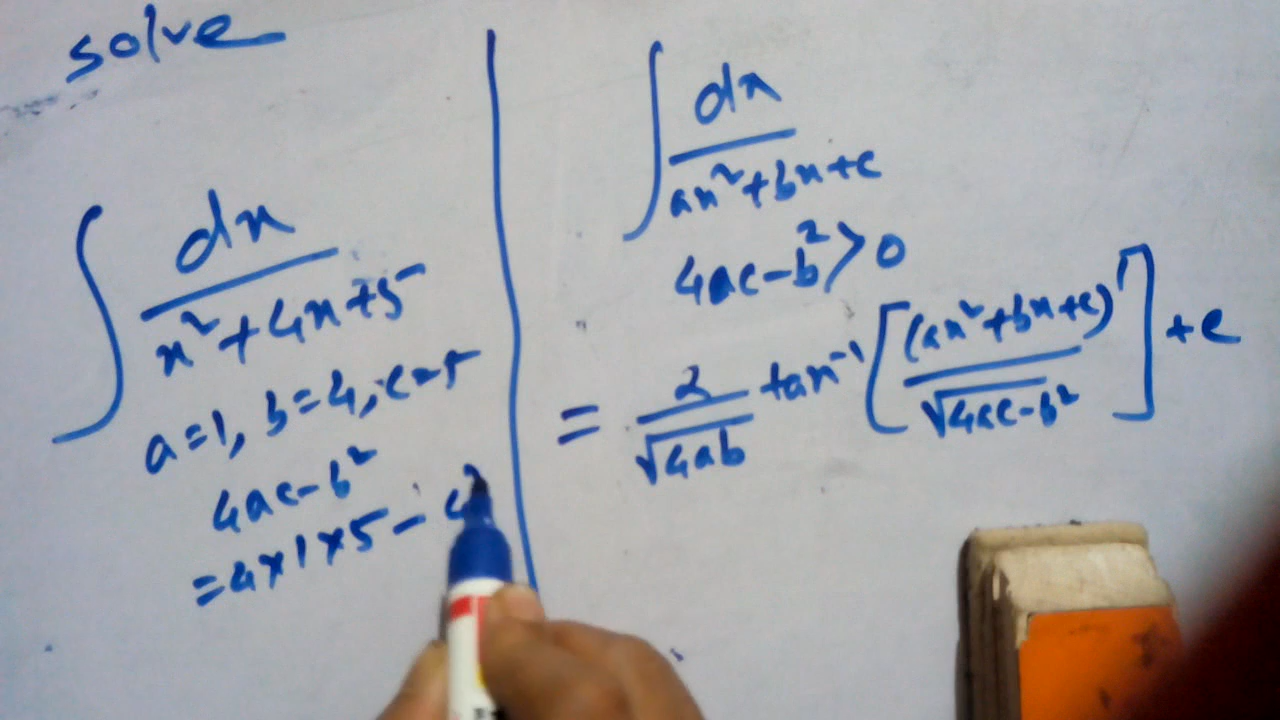 solve
∫ dx / x² + 4x + 5
a = 1, b = 4, c = 5
4ac - b²
= 4 × 1 × 5 - 4²
∫ dx / ax² + bx + c
4ac - b² > 0
= 2 / √4ab tan⁻¹ [ (ax² + bx + c)' / √4ac - b² ] + c